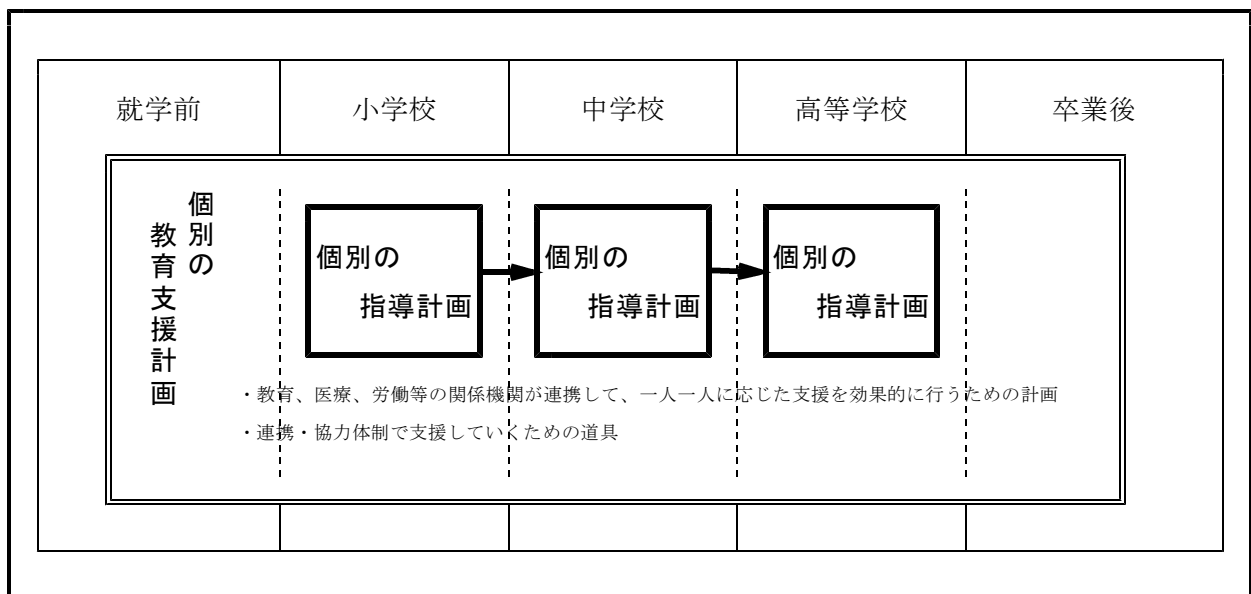 就学前
小学校
中学校
高等学校
卒業後
個別の
教育支援計画
個別の
指導計画
個別の
指導計画
個別の
指導計画
・教育、医療、労働等の関係機関が連携して、一人一人に応じた支援を効果的に行うための計画
・連携・協力体制で支援していくための道具